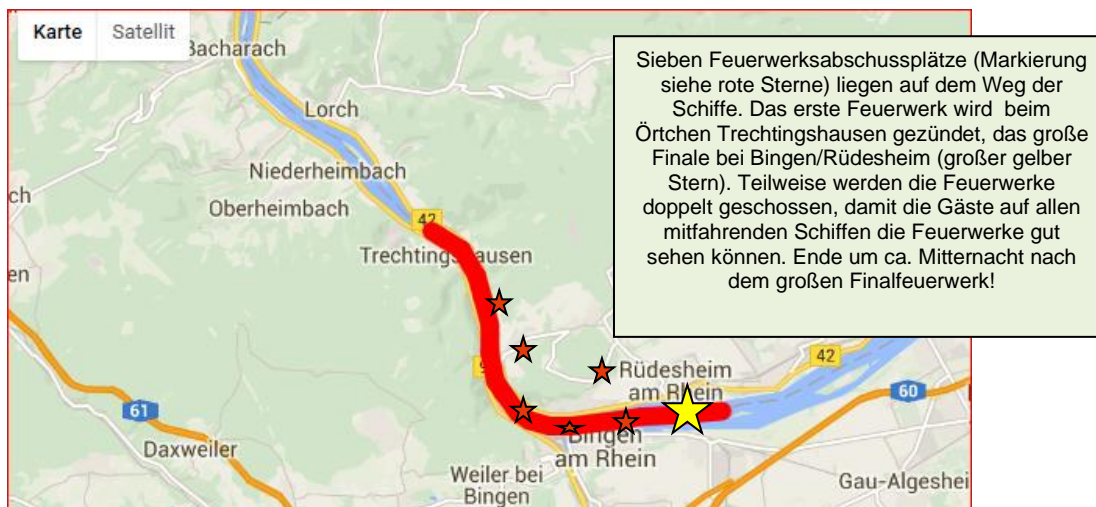 Karte Satellit
Bacharach
Lorch
Niederheimbach
Oberheimbach
42
Trechtingshausen
Sieben Feuerwerksabschussplätze (Markierung
siehe rote Sterne) liegen auf dem Weg der
Schiffe. Das erste Feuerwerk wird beim
Örtchen Trechtingshausen gezündet, das große
Finale bei Bingen/Rüdesheim (großer gelber
Stern). Teilweise werden die Feuerwerke
doppelt geschossen, damit die Gäste auf allen
mitfahrenden Schiffen die Feuerwerke gut
sehen können. Ende um ca. Mitternacht nach
dem großen Finalfeuerwerk!
ch
en
9
42
Rüdesheim
am Rhein
60
61
Daxweiler
Bingen
am Rhein
Weiler bei
Bingen
Gau-Algeshei